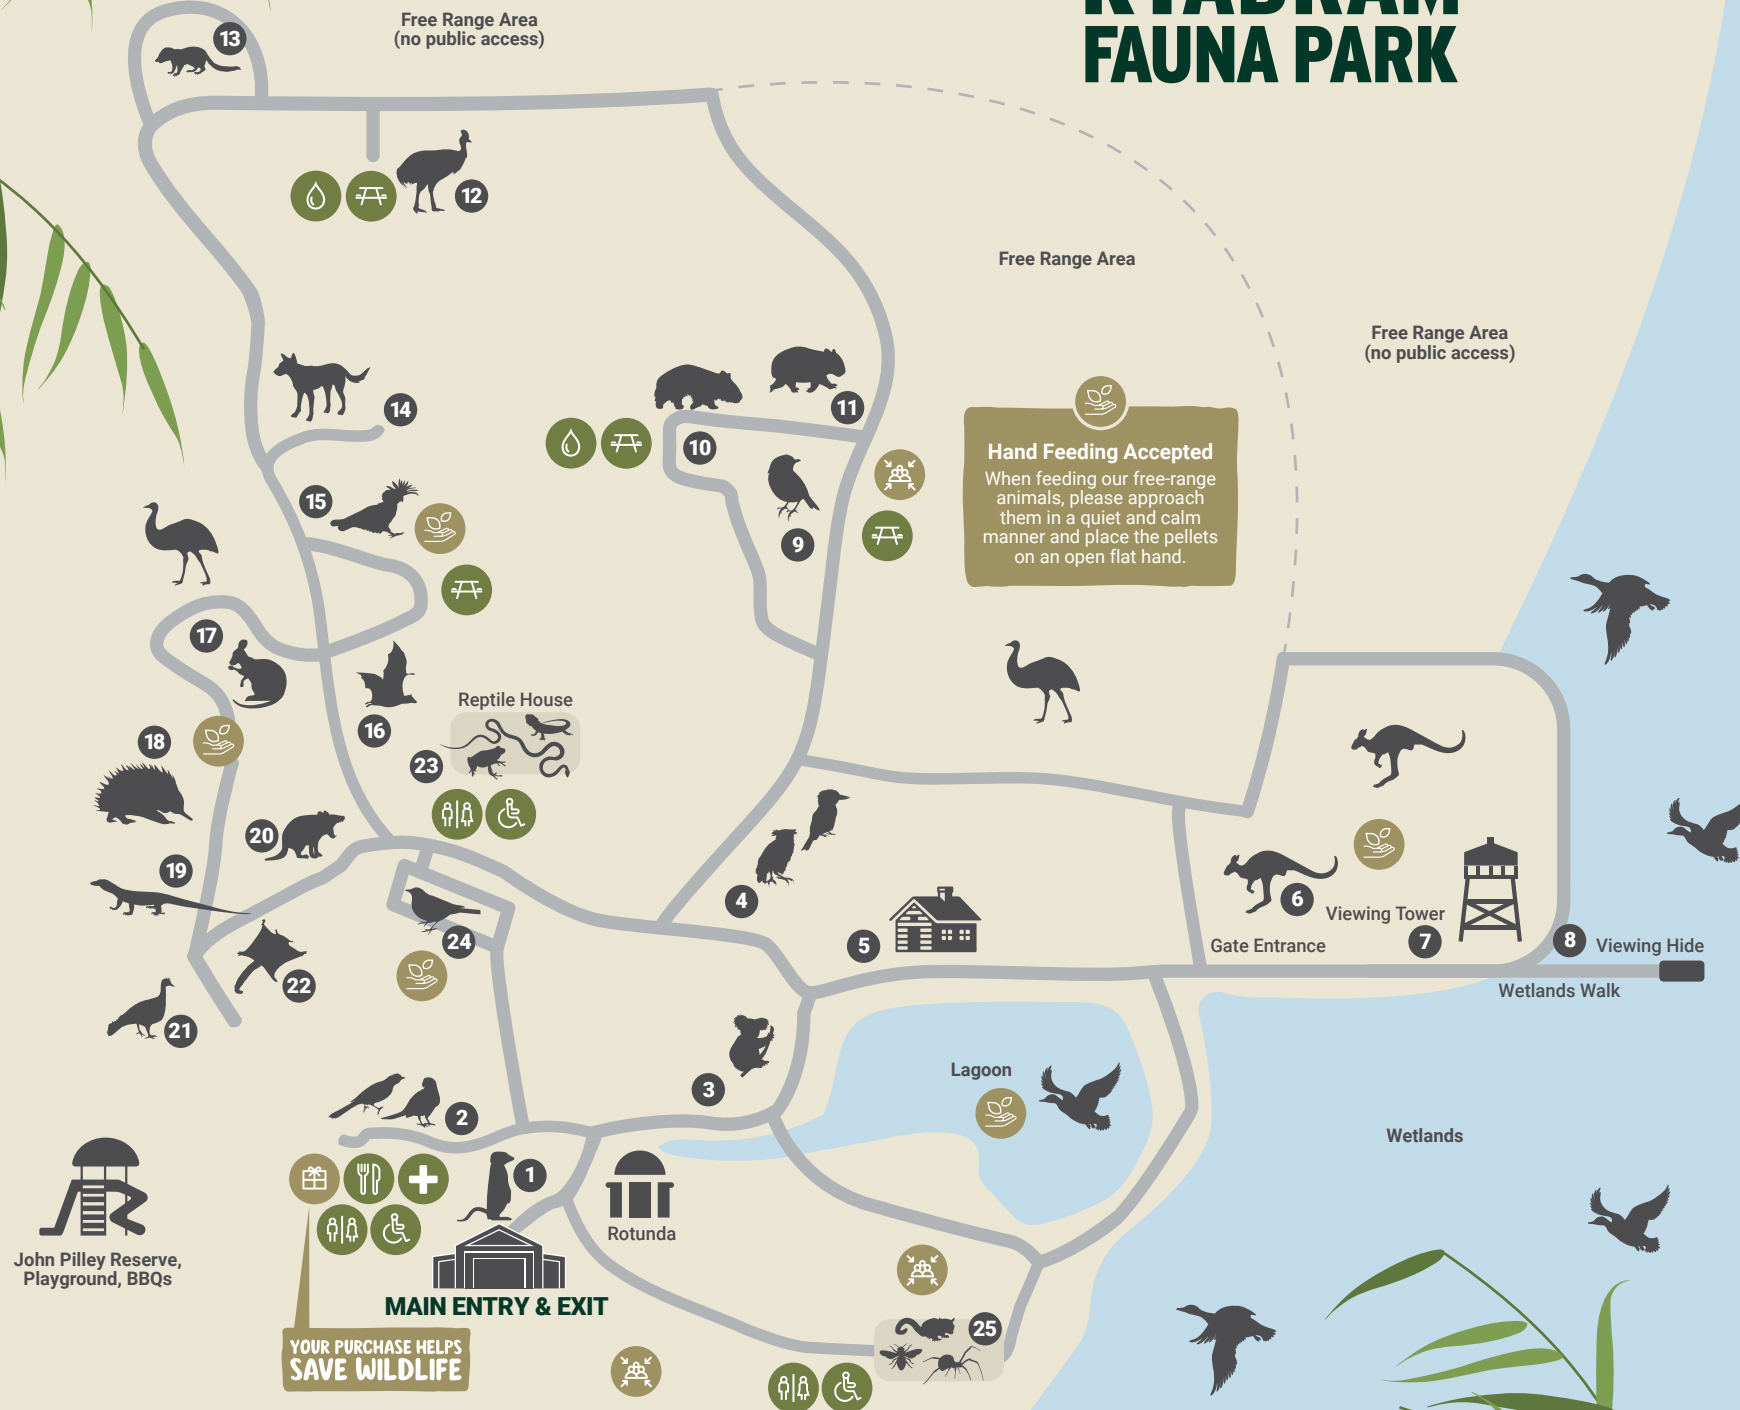 KYABRAM
FAUNA PARK
Free Range Area
(no public access)
13
12
Free Range Area
Free Range Area
(no public access)
14
11
10
Hand Feeding Accepted
When feeding our free-range
animals, please approach
them in a quiet and calm
manner and place the pellets
on an open flat hand.
15
9
17
16
Reptile House
18
23
20
19
4
6
Viewing Tower
5
24
Gate Entrance
7
8
Viewing Hide
22
Wetlands Walk
21
Lagoon
3
2
Wetlands
1
Rotunda
John Pilley Reserve,
Playground, BBQs
MAIN ENTRY & EXIT
25
YOUR PURCHASE HELPS
SAVE WILDLIFE